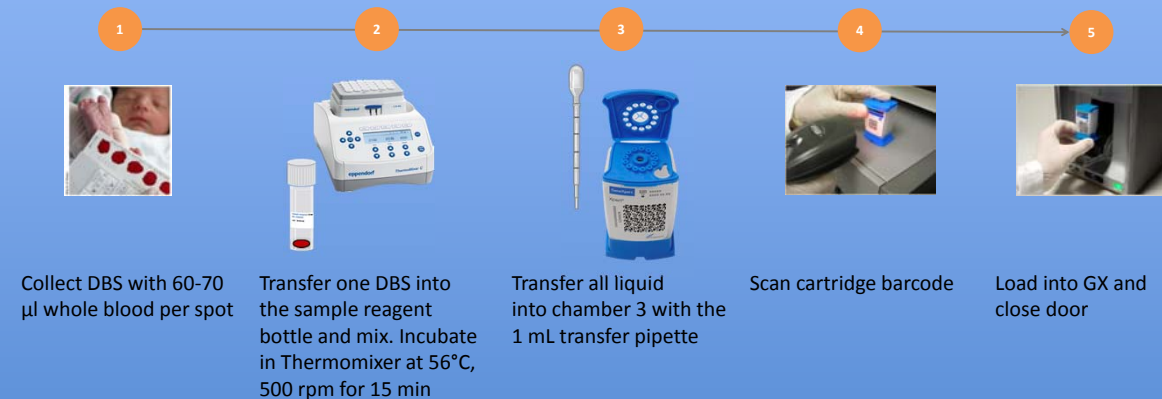 1
2
3
4
5
eppendorf
Collect DBS with 60-70
µl whole blood per spot
Transfer one DBS into
the sample reagent
bottle and mix. Incubate
in Thermomixer at 56°C,
500 rpm for 15 min
Transfer all liquid
into chamber 3 with the
1 mL transfer pipette
Scan cartridge barcode
Load into GX and
close door